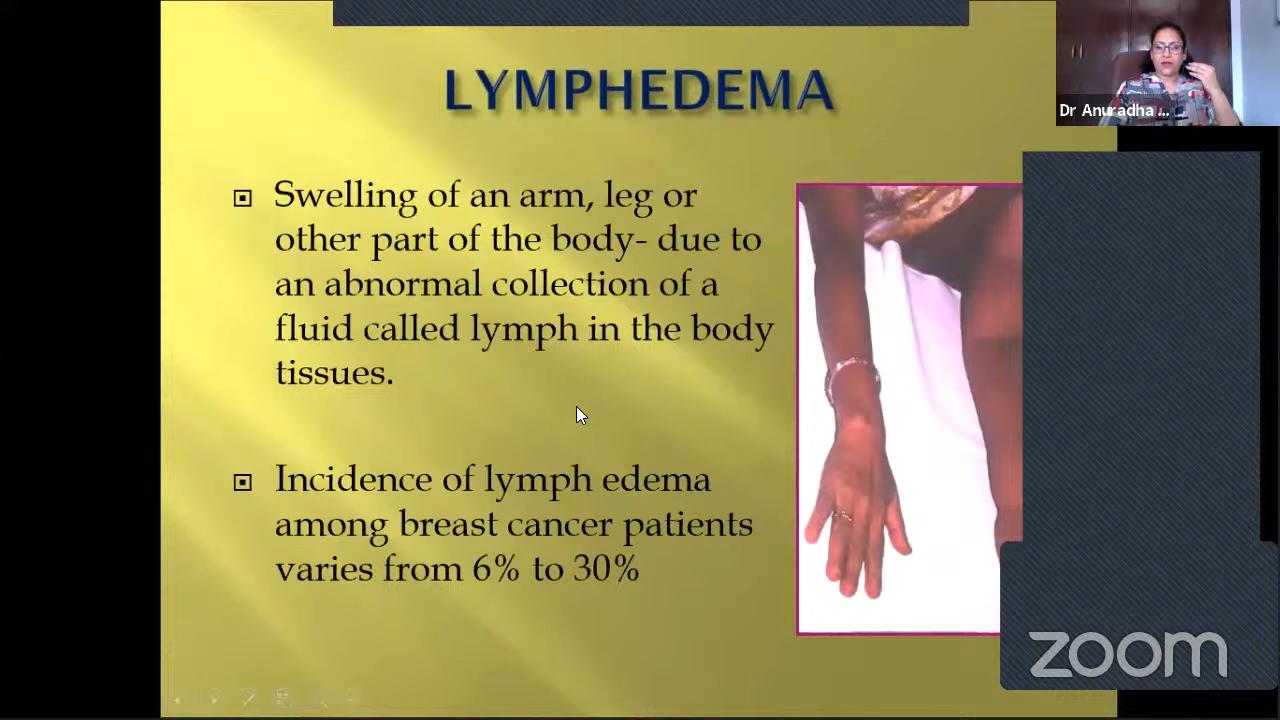 LYMPHEDEMA
Dr Anuradha ...
Swelling of an arm, leg or
other part of the body- due to
an abnormal collection of a
fluid called lymph in the body
tissues.
Incidence of lymph edema
among breast cancer patients
varies from 6% to 30%
zoom